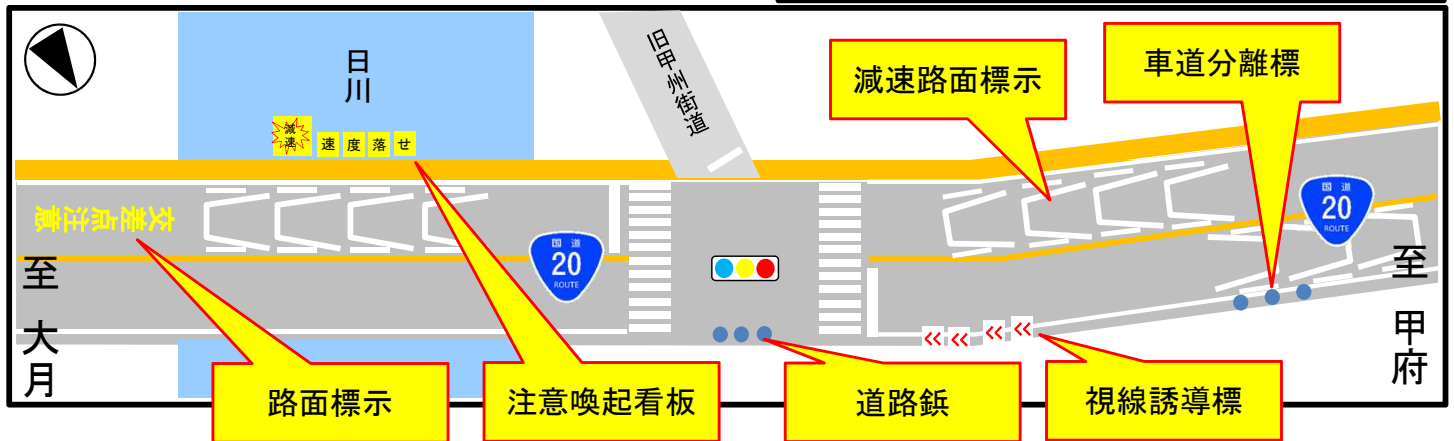 日川
旧甲州街道
減速路面標示
車道分離標
減速
速度落せ
交差点注意
国道
20
ROUTE
国道
20
ROUTE
至 大月
至 甲府
路面標示
注意喚起看板
道路鋲
視線誘導標